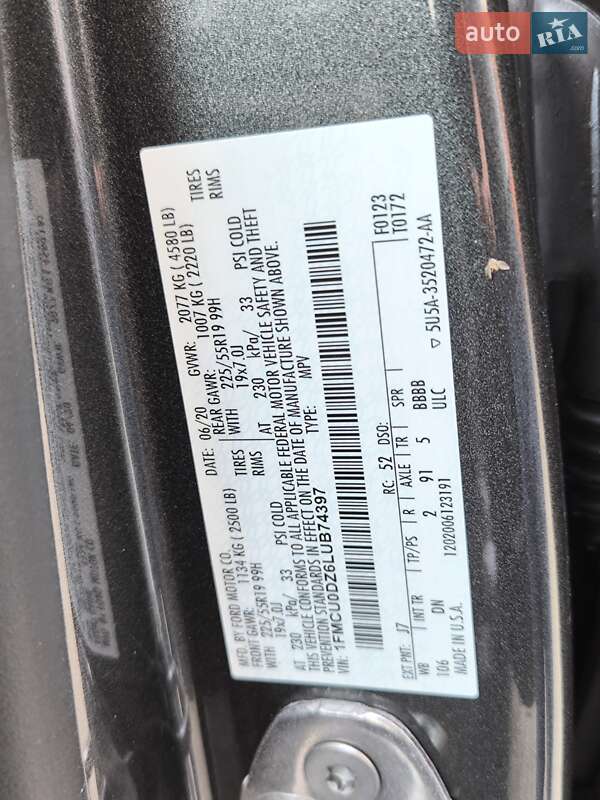 auto RIA.com
MFD. BY FORD MOTOR CO. DATE: 06/20 GVWR: 2077 KG ( 4580 LB)
FRONT GAWR: 1134 KG ( 2500 LB) REAR GAWR: 1007 KG ( 2220 LB)
WITH 225/55R19 99H TIRES WITH 225/55R19 99H TIRES
19x7.0J RIMS 19x7.0J RIMS
AT 230 kPa/ 33 PSI COLD AT 230 kPa/ 33 PSI COLD
THIS VEHICLE CONFORMS TO ALL APPLICABLE FEDERAL MOTOR VEHICLE SAFETY AND THEFT
PREVENTION STANDARDS IN EFFECT ON THE DATE OF MANUFACTURE SHOWN ABOVE.
VIN: 1FMCU0DZ6LUB74397 TYPE: MPV
F0123
T0172
EXT PNT: J7 RC: 52 DSO:
WB INT TR TP/PS R AXLE TR SPR
106 DN 2 91 5 BBBB
1202006123191 ULC
MADE IN U.S.A. ▽ 5U5A-3520472-AA